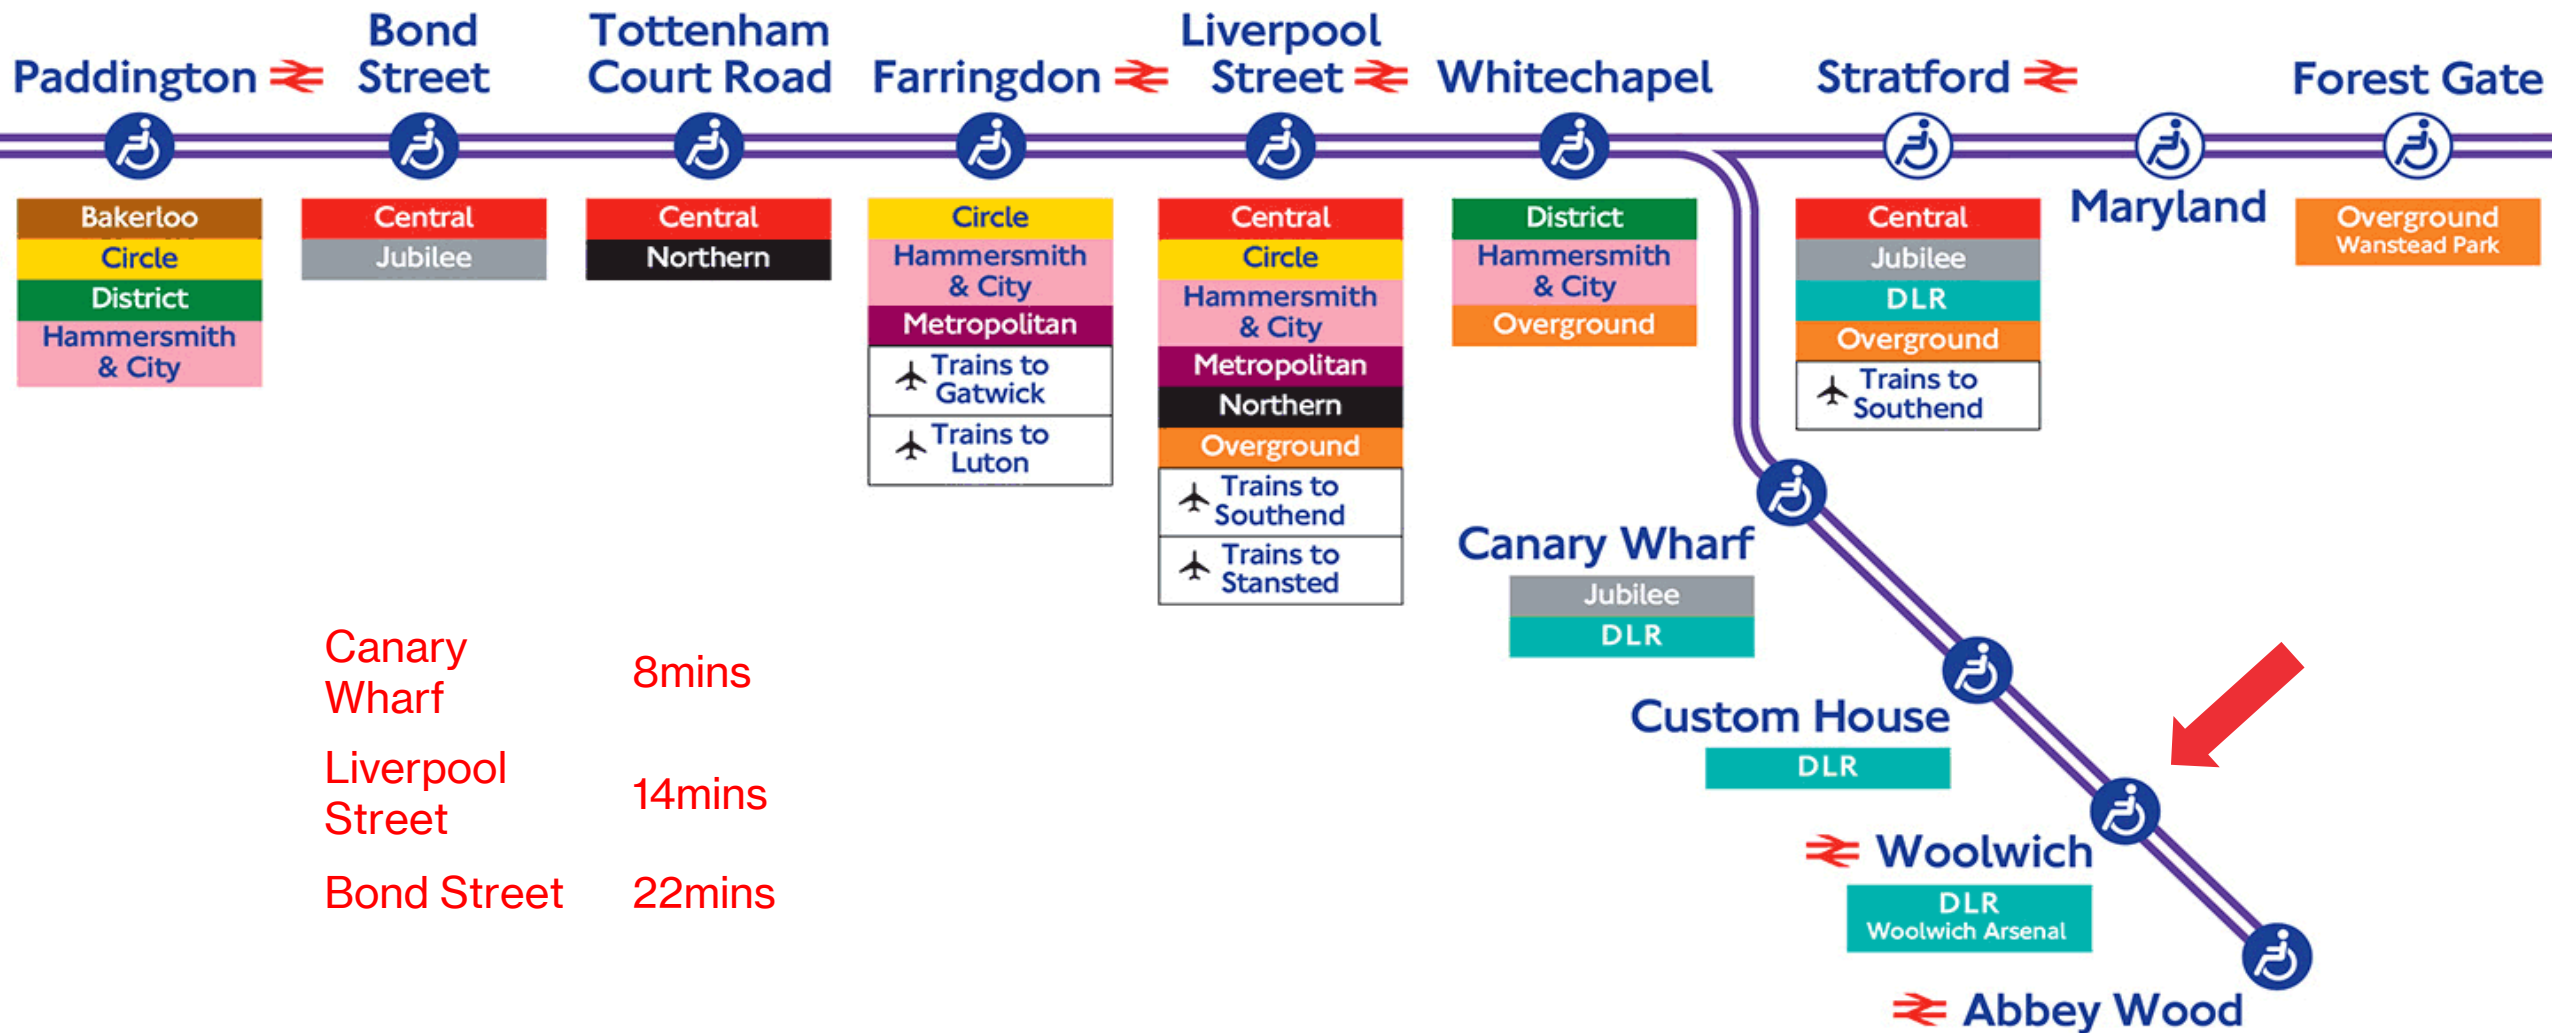 Paddington
Bond
Street
Tottenham
Court Road
Farringdon
Liverpool
Street
Whitechapel
Stratford
Maryland
Forest Gate
Bakerloo
Circle
District
Hammersmith
& City
Central
Jubilee
Central
Northern
Circle
Hammersmith
& City
Metropolitan
Trains to
Gatwick
Trains to
Luton
Central
Circle
Hammersmith
& City
Metropolitan
Northern
Overground
Trains to
Southend
Trains to
Stansted
District
Hammersmith
& City
Overground
Central
Jubilee
DLR
Overground
Trains to
Southend
Overground
Wanstead Park
Canary Wharf
Jubilee
DLR
Custom House
DLR
Woolwich
DLR
Woolwich Arsenal
Abbey Wood
Canary
Wharf
8mins
Liverpool
Street
14mins
Bond Street
22mins